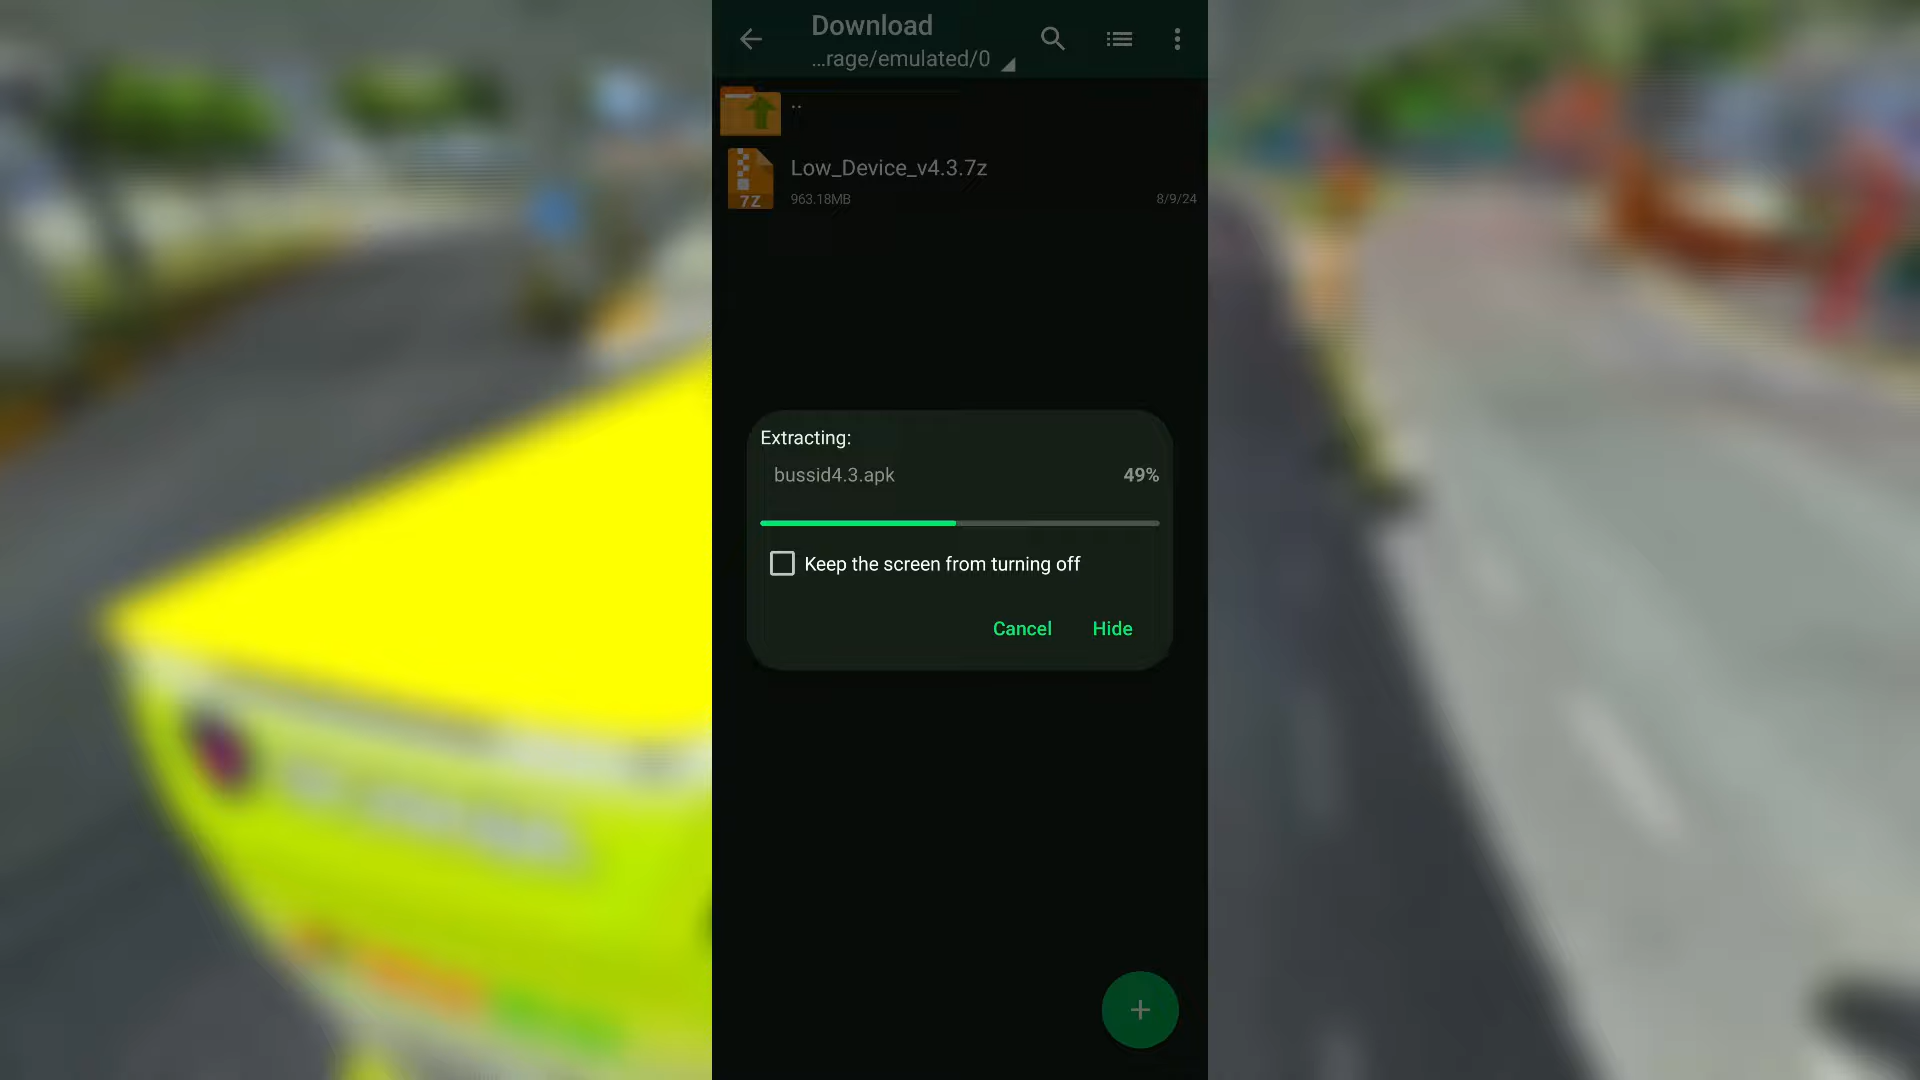 Download
...rage/emulated/0
..
Low_Device_v4.3.7z
7Z
963.18MB
8/9/24
Extracting:
bussid4.3.apk
49%
Keep the screen from turning off
Cancel
Hide